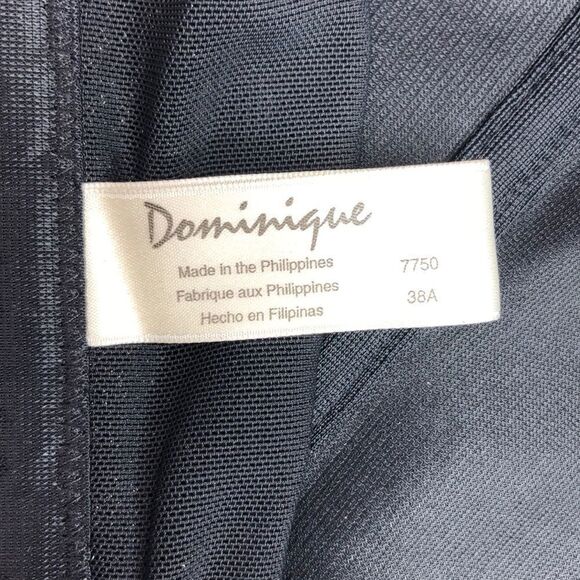 Dominique
Made in the Philippines 7750
Fabrique aux Philippines 38A
Hecho en Filipinas